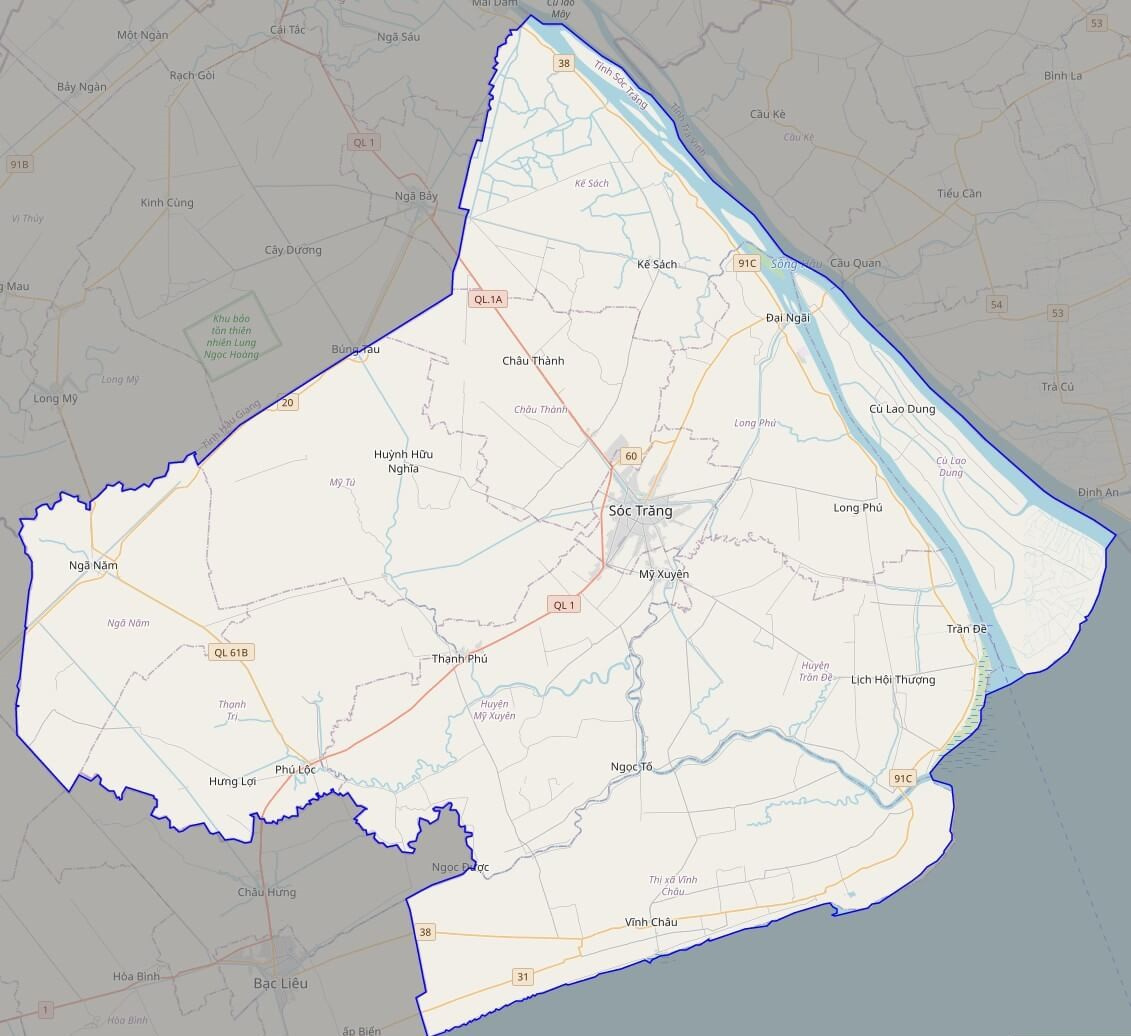 Mái Dầm
Cù lao
Mây
53
Cái Tắc
Một Ngàn
Ngã Sáu
38
Tỉnh Sóc Trăng
Rạch Gòi
Bình La
Bảy Ngàn
Cầu Kè
Tỉnh Trà Vinh
Cầu Kè
QL 1
91B
Kế Sách
Tiểu Cần
Kinh Cùng
Ngã Bảy
Vị Thủy
Cây Dương
Kế Sách
91C
Sông Hậu
Cầu Quan
g Mau
QL.1A
54
53
Khu bảo
tồn thiên
nhiên Lung
Ngọc Hoàng
Đại Ngãi
Búng Tàu
Châu Thành
Long Mỹ
Trà Cú
Long Mỹ
20
Châu Thành
Cù Lao Dung
Tỉnh Hậu Giang
Long Phú
Huỳnh Hữu
Nghĩa
60
Cù Lao
Dung
Mỹ Tú
Định An
Sóc Trăng
Long Phú
Ngã Năm
Mỹ Xuyên
QL 1
Ngã Năm
Trần Đề
QL 61B
Thạnh Phú
Huyện
Trần Đề
Lịch Hội Thượng
Thạnh
Trị
Huyện
Mỹ Xuyên
Phú Lộc
Ngọc Tố
Hưng Lợi
91C
Ngọc Được
Thị xã Vĩnh
Châu
Châu Hưng
Vĩnh Châu
38
Hòa Bình
31
Bạc Liêu
1
Hòa Bình
ấp Biển